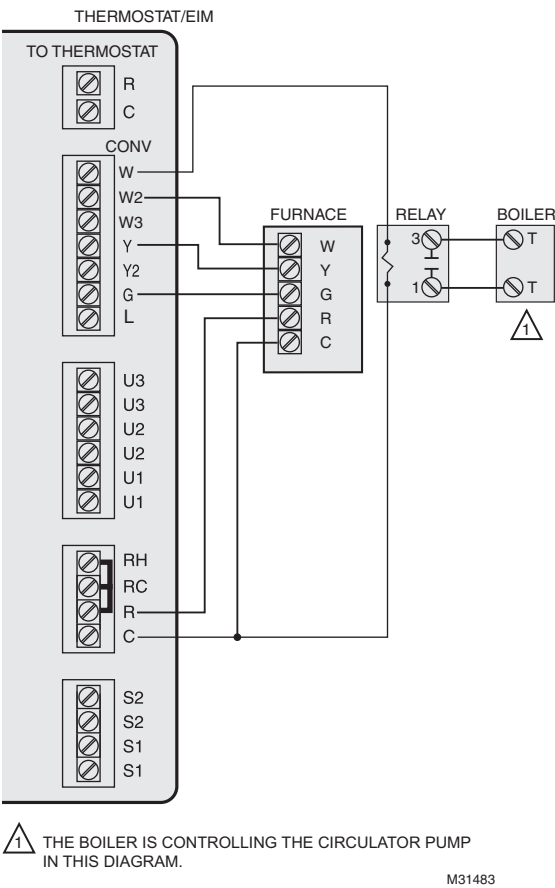 THERMOSTAT/EIM
TO THERMOSTAT
R
C
CONV
W
W2
W3
Y
Y2
G
L
FURNACE
W
Y
G
R
C
RELAY
3
1
BOILER
T
T
1
U3
U3
U2
U2
U1
U1
RH
RC
R
C
S2
S2
S1
S1
1 THE BOILER IS CONTROLLING THE CIRCULATOR PUMP
IN THIS DIAGRAM.
M31483